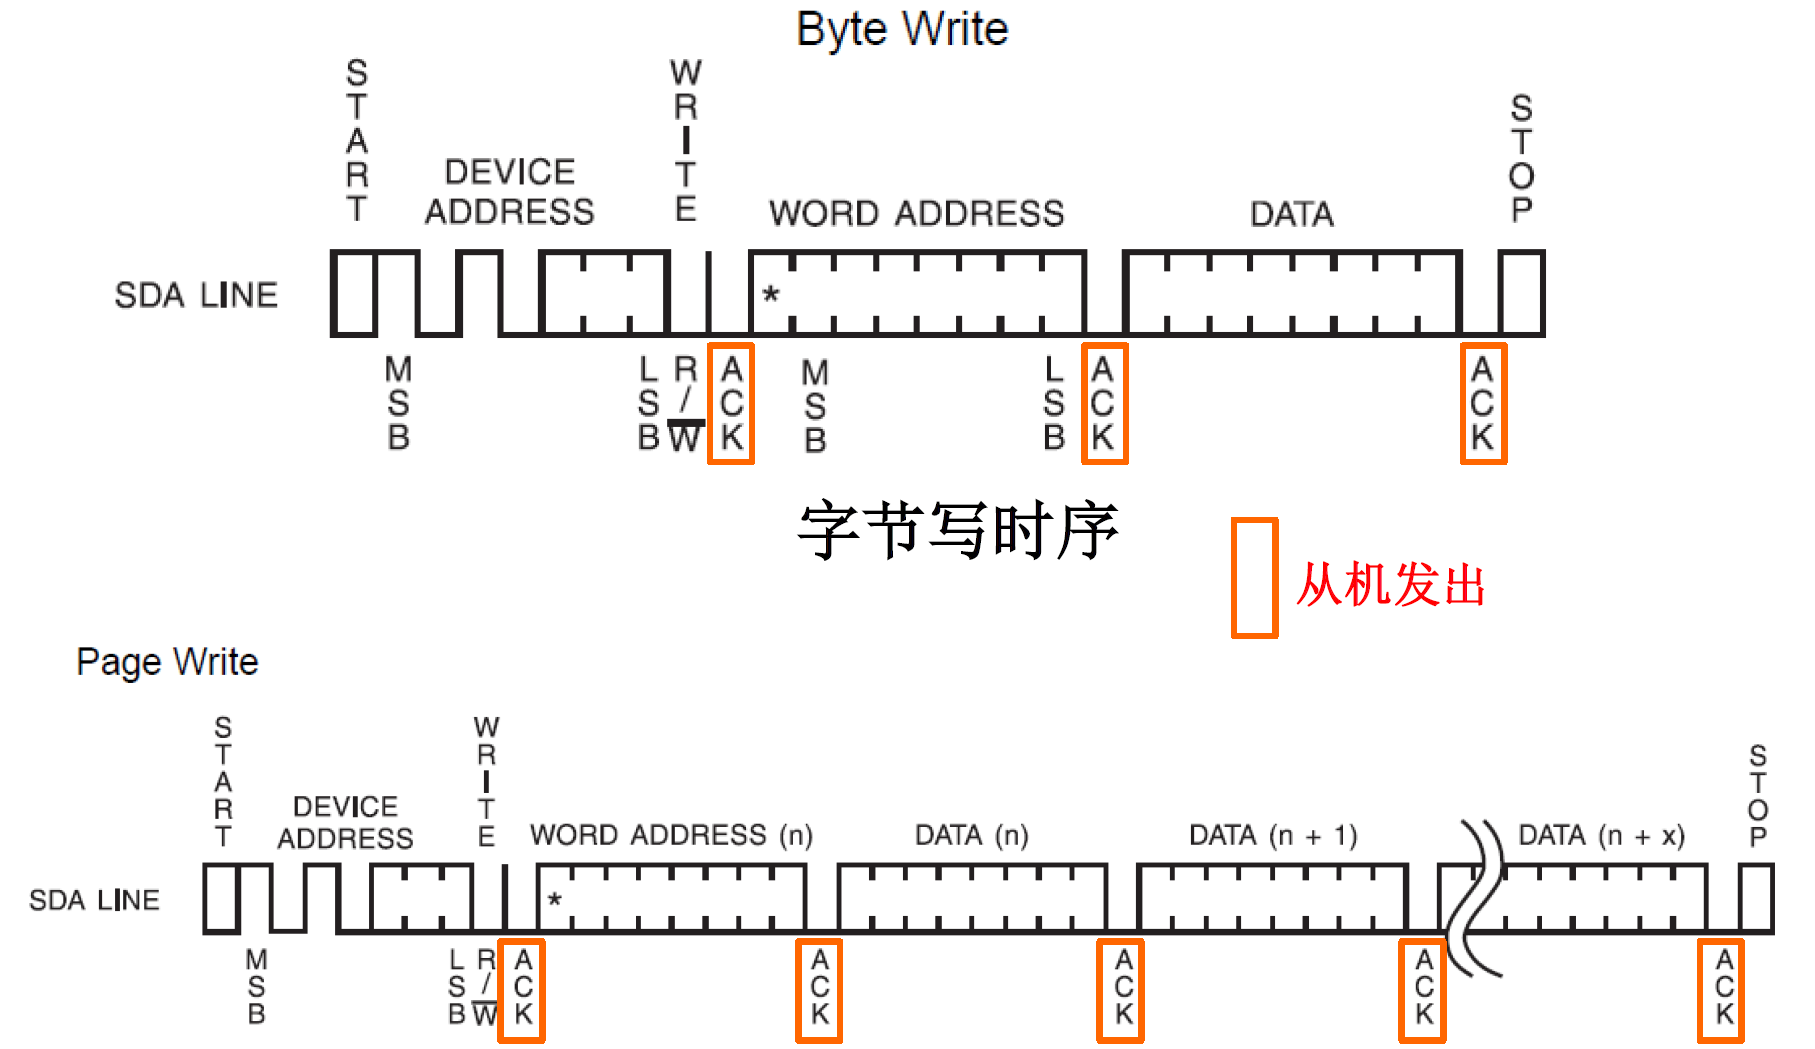 Byte Write
START
DEVICE
ADDRESS
WRITE
WORD ADDRESS
DATA
STOP
SDA LINE
*
MSB
LSB
R/W
ACK
MSB
LSB
ACK
ACK
字节写时序
从机发出
Page Write
START
DEVICE
ADDRESS
WRITE
WORD ADDRESS (n)
DATA (n)
DATA (n + 1)
DATA (n + x)
STOP
SDA LINE
*
MSB
LSB
R/W
ACK
ACK
ACK
ACK
ACK